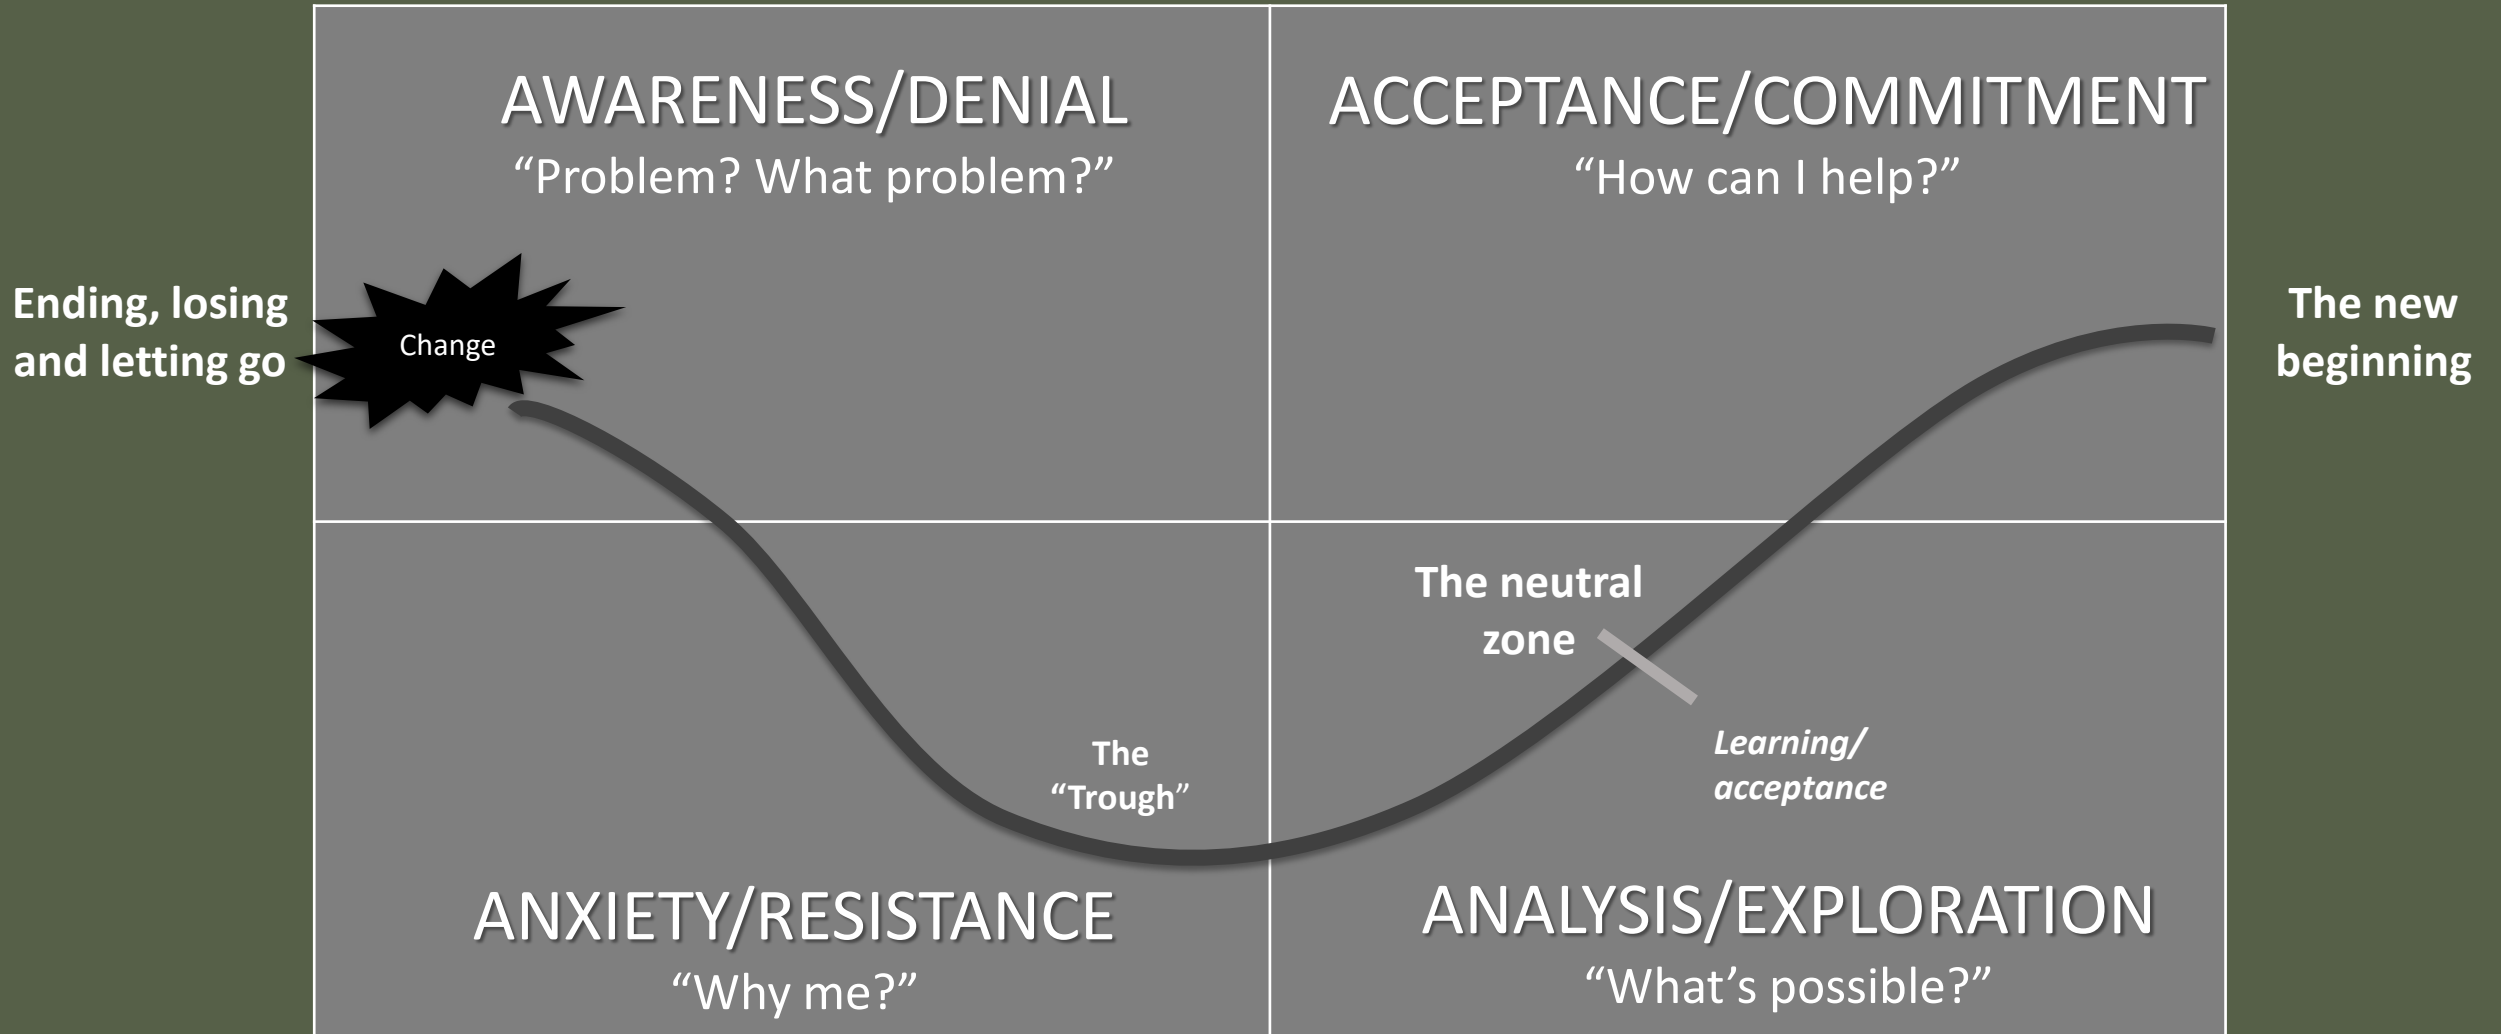 AWARENESS/DENIAL
“Problem? What problem?”
ACCEPTANCE/COMMITMENT
“How can I help?”
Ending, losing
and letting go
Change
The new
beginning
The neutral
zone
The
“Trough”
Learning/
acceptance
ANXIETY/RESISTANCE
“Why me?”
ANALYSIS/EXPLORATION
“What’s possible?”